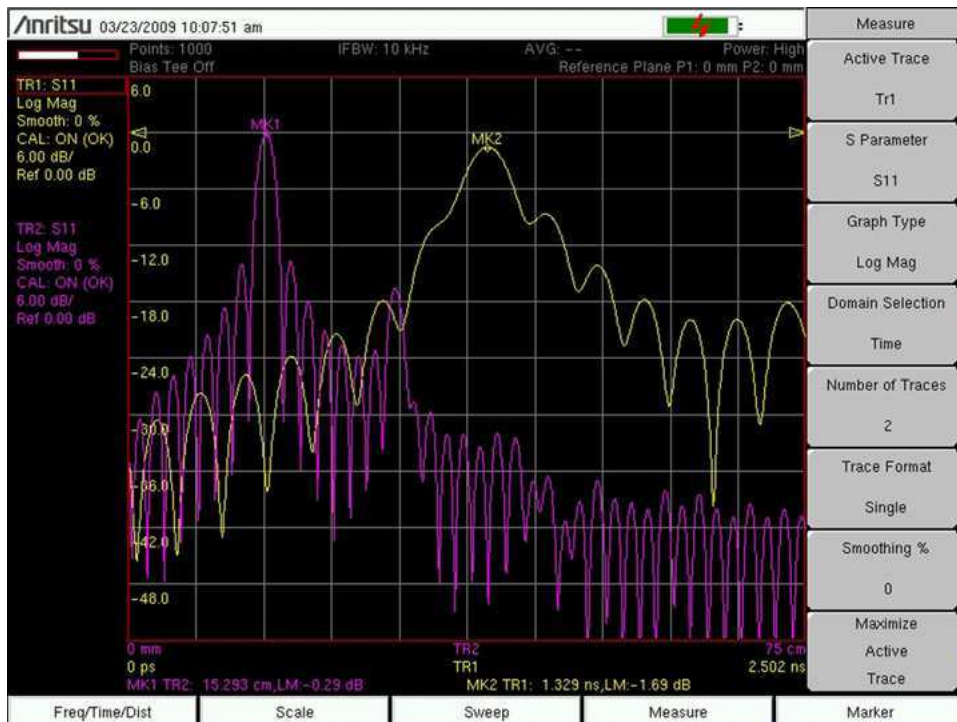 Anritsu 03/23/2009 10:07:51 am
Points: 1000 IFBW: 10 kHz AVG: -- Power: High
Bias Tee Off Reference Plane P1: 0 mm P2: 0 mm
TR1: S11
Log Mag
Smooth: 0 %
CAL: ON (OK)
6.00 dB/
Ref 0.00 dB
TR2: S11
Log Mag
Smooth: 0 %
CAL: ON (OK)
6.00 dB/
Ref 0.00 dB
6.0
MK1
MK2
0.0
-6.0
-12.0
-18.0
-24.0
-30.0
-36.0
-42.0
-48.0
0 mm TR2 75 cm
0 ps TR1 2.502 ns
MK1 TR2: 15.293 cm,LM:-0.29 dB MK2 TR1: 1.329 ns,LM:-1.69 dB
Measure
Active Trace
Tr1
S Parameter
S11
Graph Type
Log Mag
Domain Selection
Time
Number of Traces
2
Trace Format
Single
Smoothing %
0
Maximize
Active
Trace
Freq/Time/Dist Scale Sweep Measure Marker